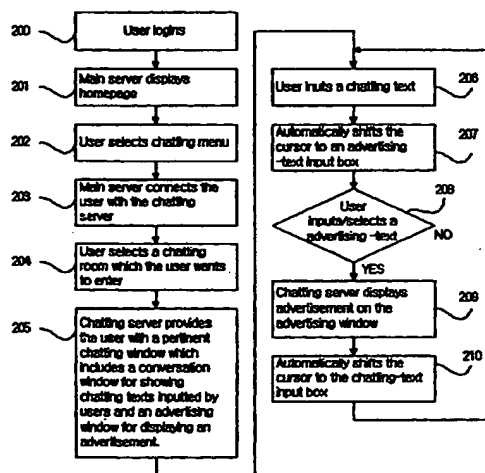 200
User logins
201
Main server displays
homepage
202
User selects chatting menu
203
Main server connects the
user with the chatting
server
204
User selects a chatting
room which the user wants
to enter
205
Chatting server provides
the user with a pertinent
chatting window which
includes a conversation
window for showing
chatting texts inputted by
users and an advertising
window for displaying an
advertisement.
User inuts a chatting text
206
Automatically shifts the
cursor to an advertising
-text input box
207
User
inputs/selects a
advertising -text
208
NO
YES
Chatting server displays
advertisement on the
advertising window
209
Automatically shifts the
cursor to the chatting-text
input box
210